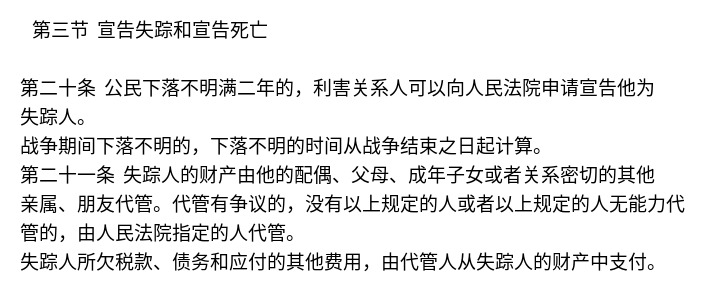 第三节 宣告失踪和宣告死亡
第二十条 公民下落不明满二年的，利害关系人可以向人民法院申请宣告他为
失踪人。
战争期间下落不明的，下落不明的时间从战争结束之日起计算。
第二十一条 失踪人的财产由他的配偶、父母、成年子女或者关系密切的其他
亲属、朋友代管。代管有争议的，没有以上规定的人或者以上规定的人无能力代
管的，由人民法院指定的人代管。
失踪人所欠税款、债务和应付的其他费用，由代管人从失踪人的财产中支付。